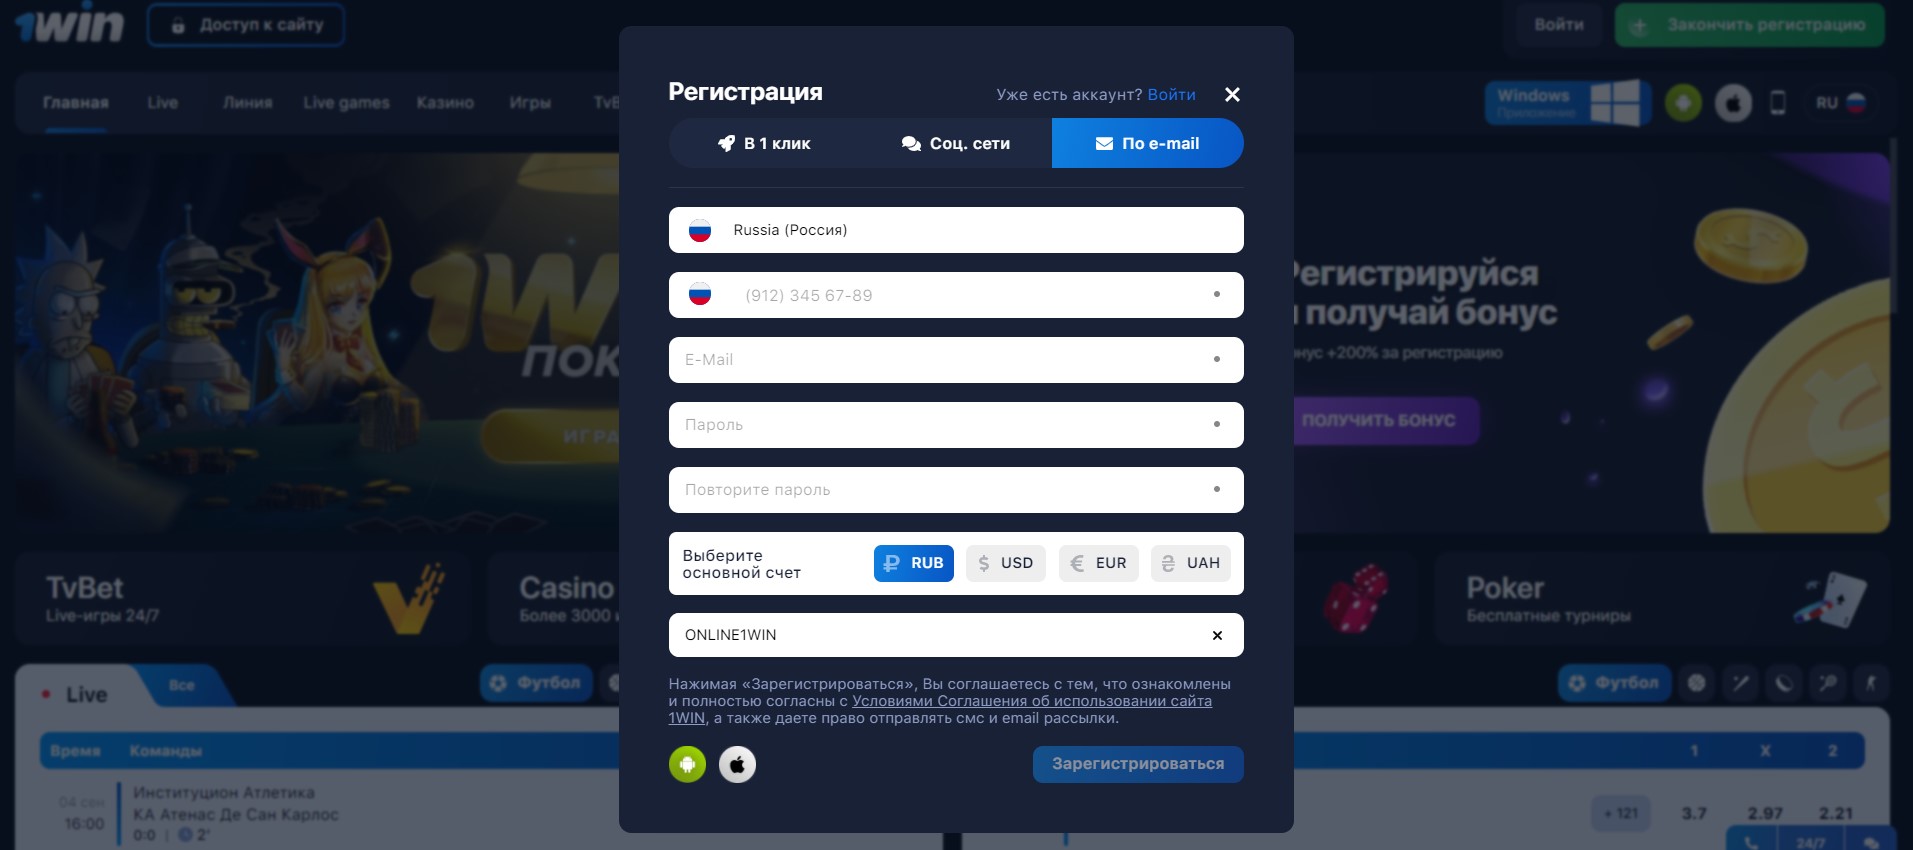 1win
Доступ к сайту
Войти
Закончить регистрацию
Главная
Live
Линия
Live games
Казино
Игры
Windows
Приложение
RU
Регистрация
Уже есть аккаунт? Войти
В 1 клик
Соц. сети
По e-mail
Russia (Россия)
(912) 345 67-89
E-Mail
Пароль
Повторите пароль
Выберите
основной счет
₽ RUB
$ USD
€ EUR
₴ UAH
ONLINE1WIN
Нажимая «Зарегистрироваться», Вы соглашаетесь с тем, что ознакомлены
и полностью согласны с Условиями Соглашения об использовании сайта
1WIN, а также даете право отправлять смс и email рассылки.
Зарегистрироваться
получай бонус
+200% за регистрацию
ПОЛУЧИТЬ БОНУС
TvBet
Live-игры 24/7
Casino
Более 3000
Poker
Бесплатные турниры
Live
Все
Футбол
Футбол
Время
Команды
1
X
2
04 сен
16:00
Институцион Атлетика
КА Атенас Де Сан Карлос
0:0 | 2'
+ 121
3.7
2.97
2.21
24/7